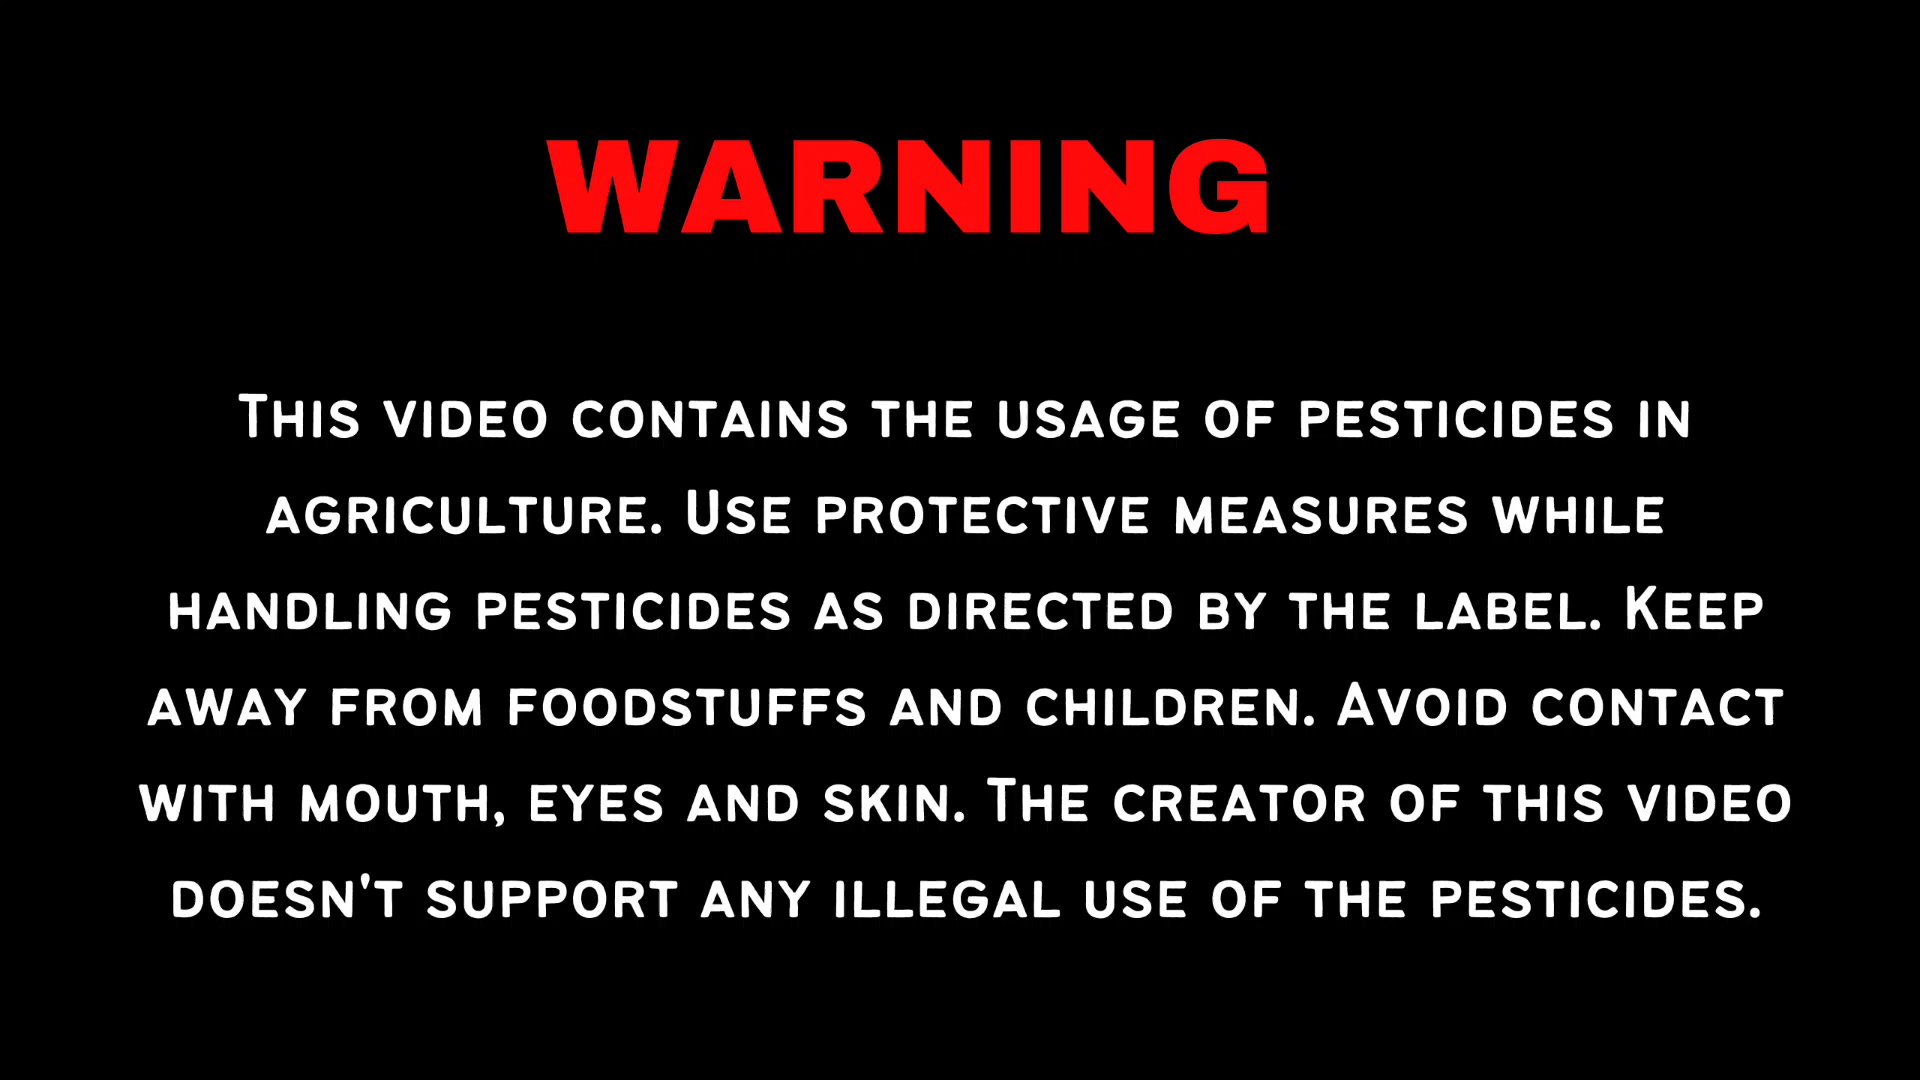 WARNING
This video contains the usage of pesticides in
agriculture. Use protective measures while
handling pesticides as directed by the label. Keep
away from foodstuffs and children. Avoid contact
with mouth, eyes and skin. The creator of this video
doesn't support any illegal use of the pesticides.